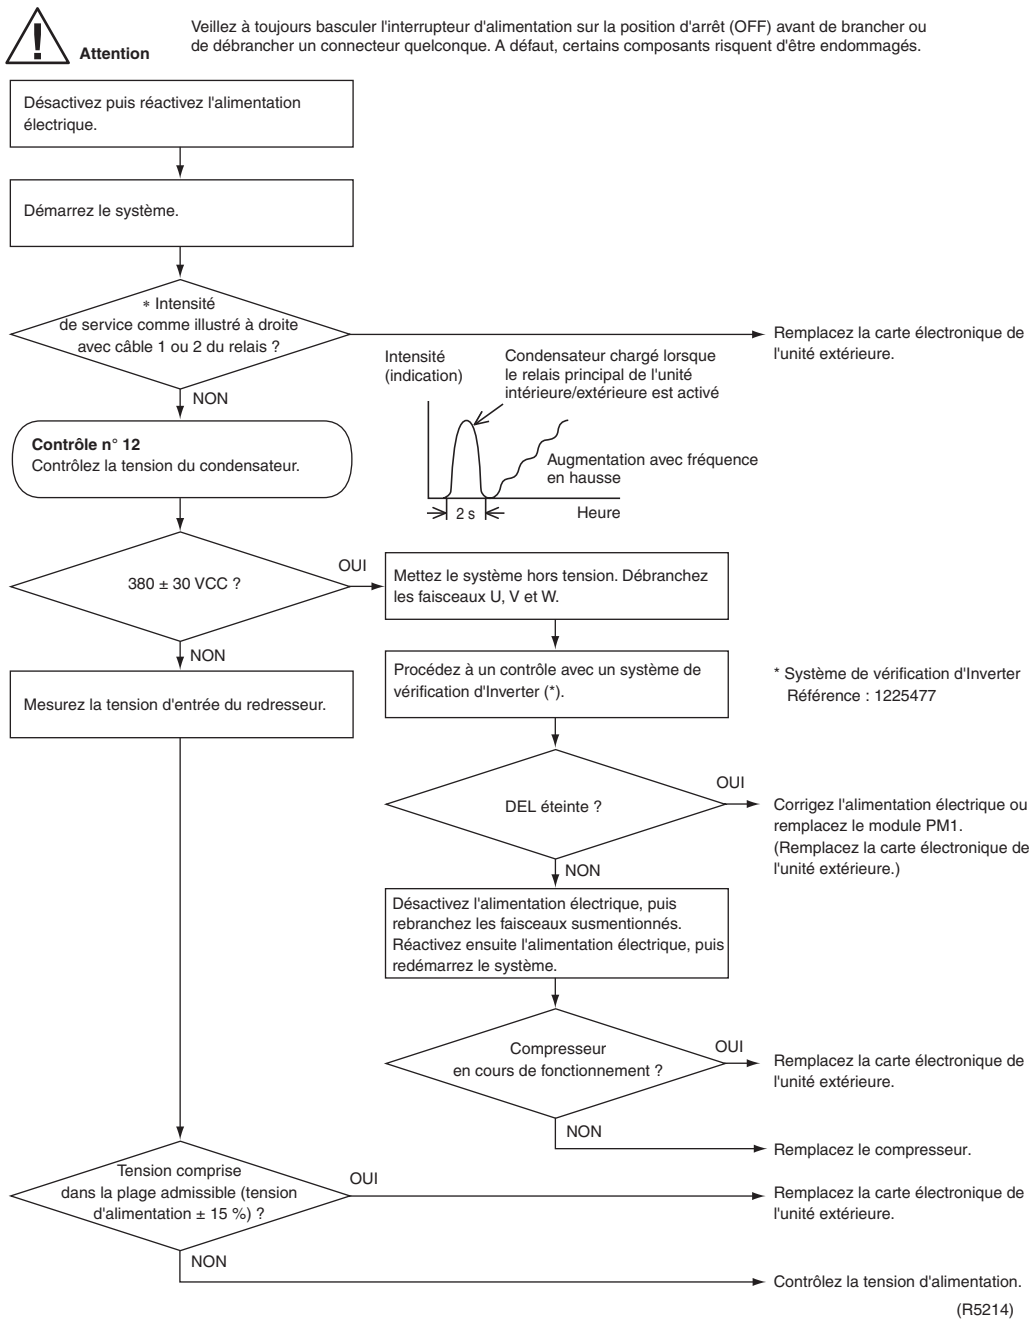 Veillez à toujours basculer l'interrupteur d'alimentation sur la position d'arrêt (OFF) avant de brancher ou
de débrancher un connecteur quelconque. A défaut, certains composants risquent d'être endommagés.
Attention
Désactivez puis réactivez l'alimentation
électrique.
Démarrez le système.
* Intensité
de service comme illustré à droite
avec câble 1 ou 2 du relais ?
Remplacez la carte électronique de
l'unité extérieure.
NON
Intensité
(indication)
Condensateur chargé lorsque
le relais principal de l'unité
intérieure/extérieure est activé
Augmentation avec fréquence
en hausse
2 s
Heure
Contrôle n° 12
Contrôlez la tension du condensateur.
380 ± 30 VCC ?
OUI
NON
Mettez le système hors tension. Débranchez
les faisceaux U, V et W.
Procédez à un contrôle avec un système de
vérification d'Inverter (*).
* Système de vérification d'Inverter
Référence : 1225477
Mesurez la tension d'entrée du redresseur.
DEL éteinte ?
OUI
Corrigez l'alimentation électrique ou
remplacez le module PM1.
(Remplacez la carte électronique de
l'unité extérieure.)
NON
Désactivez l'alimentation électrique, puis
rebranchez les faisceaux susmentionnés.
Réactivez ensuite l'alimentation électrique, puis
redémarrez le système.
Compresseur
en cours de fonctionnement ?
OUI
Remplacez la carte électronique de
l'unité extérieure.
NON
Remplacez le compresseur.
Tension comprise
dans la plage admissible (tension
d'alimentation ± 15 %) ?
OUI
Remplacez la carte électronique de
l'unité extérieure.
NON
Contrôlez la tension d'alimentation.
(R5214)